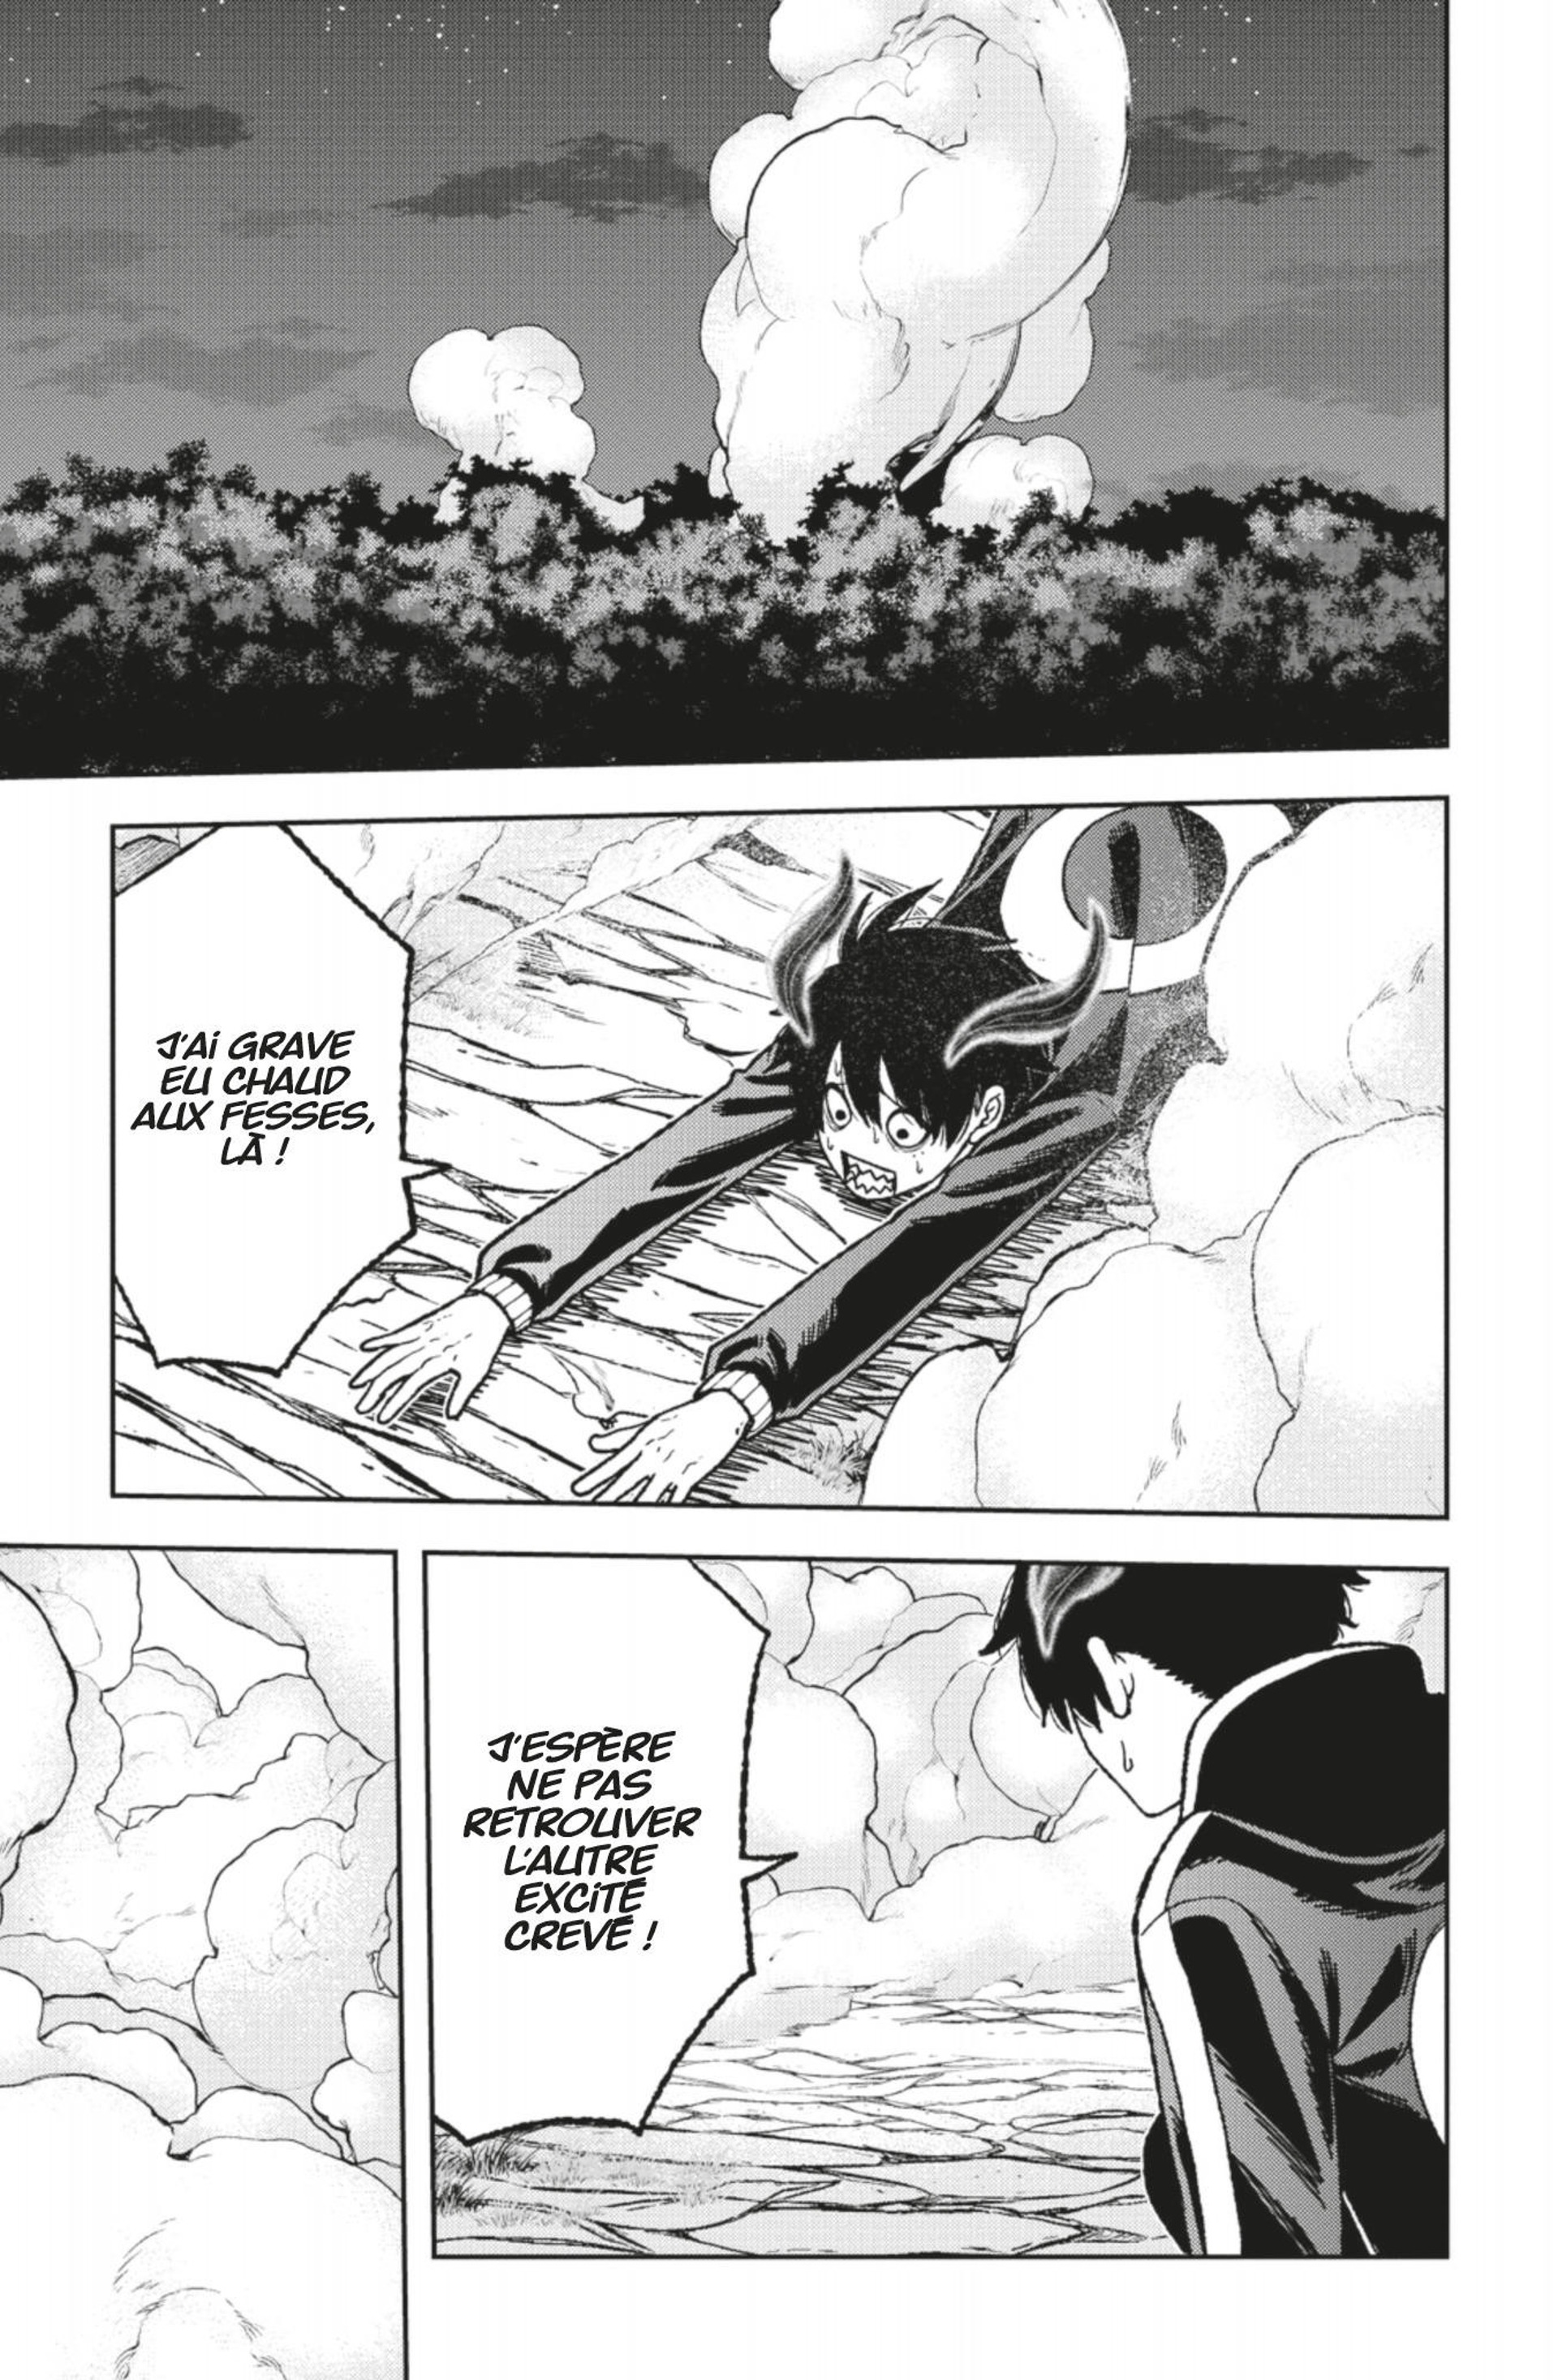 J'AI GRAVE
EU CHAUD
AUX FESSES,
LÀ !
J'ESPÈRE
NE PAS
RETROUVER
L'AUTRE
EXCITÉ
CREVÉ !